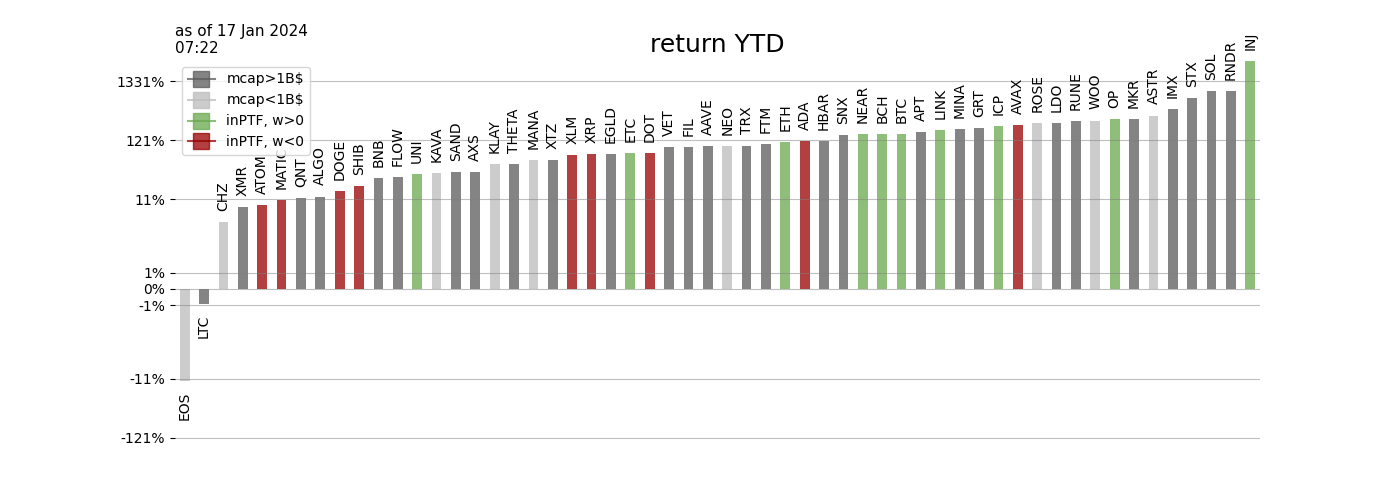 as of 17 Jan 2024
07:22
return YTD
mcap>1B$
mcap<1B$
inPTF, w>0
inPTF, w<0
1331%
121%
11%
1%
0%
-1%
-11%
-121%
EOS
LTC
CHZ
XMR
ATOM
MATIC
QNT
ALGO
DOGE
SHIB
BNB
FLOW
UNI
KAVA
SAND
AXS
KLAY
THETA
MANA
XTZ
XLM
XRP
EGLD
ETC
DOT
VET
FIL
AAVE
NEO
TRX
FTM
ETH
ADA
HBAR
SNX
NEAR
BCH
BTC
APT
LINK
MINA
GRT
ICP
AVAX
ROSE
LDO
RUNE
WOO
OP
MKR
ASTR
IMX
STX
SOL
RNDR
INJ